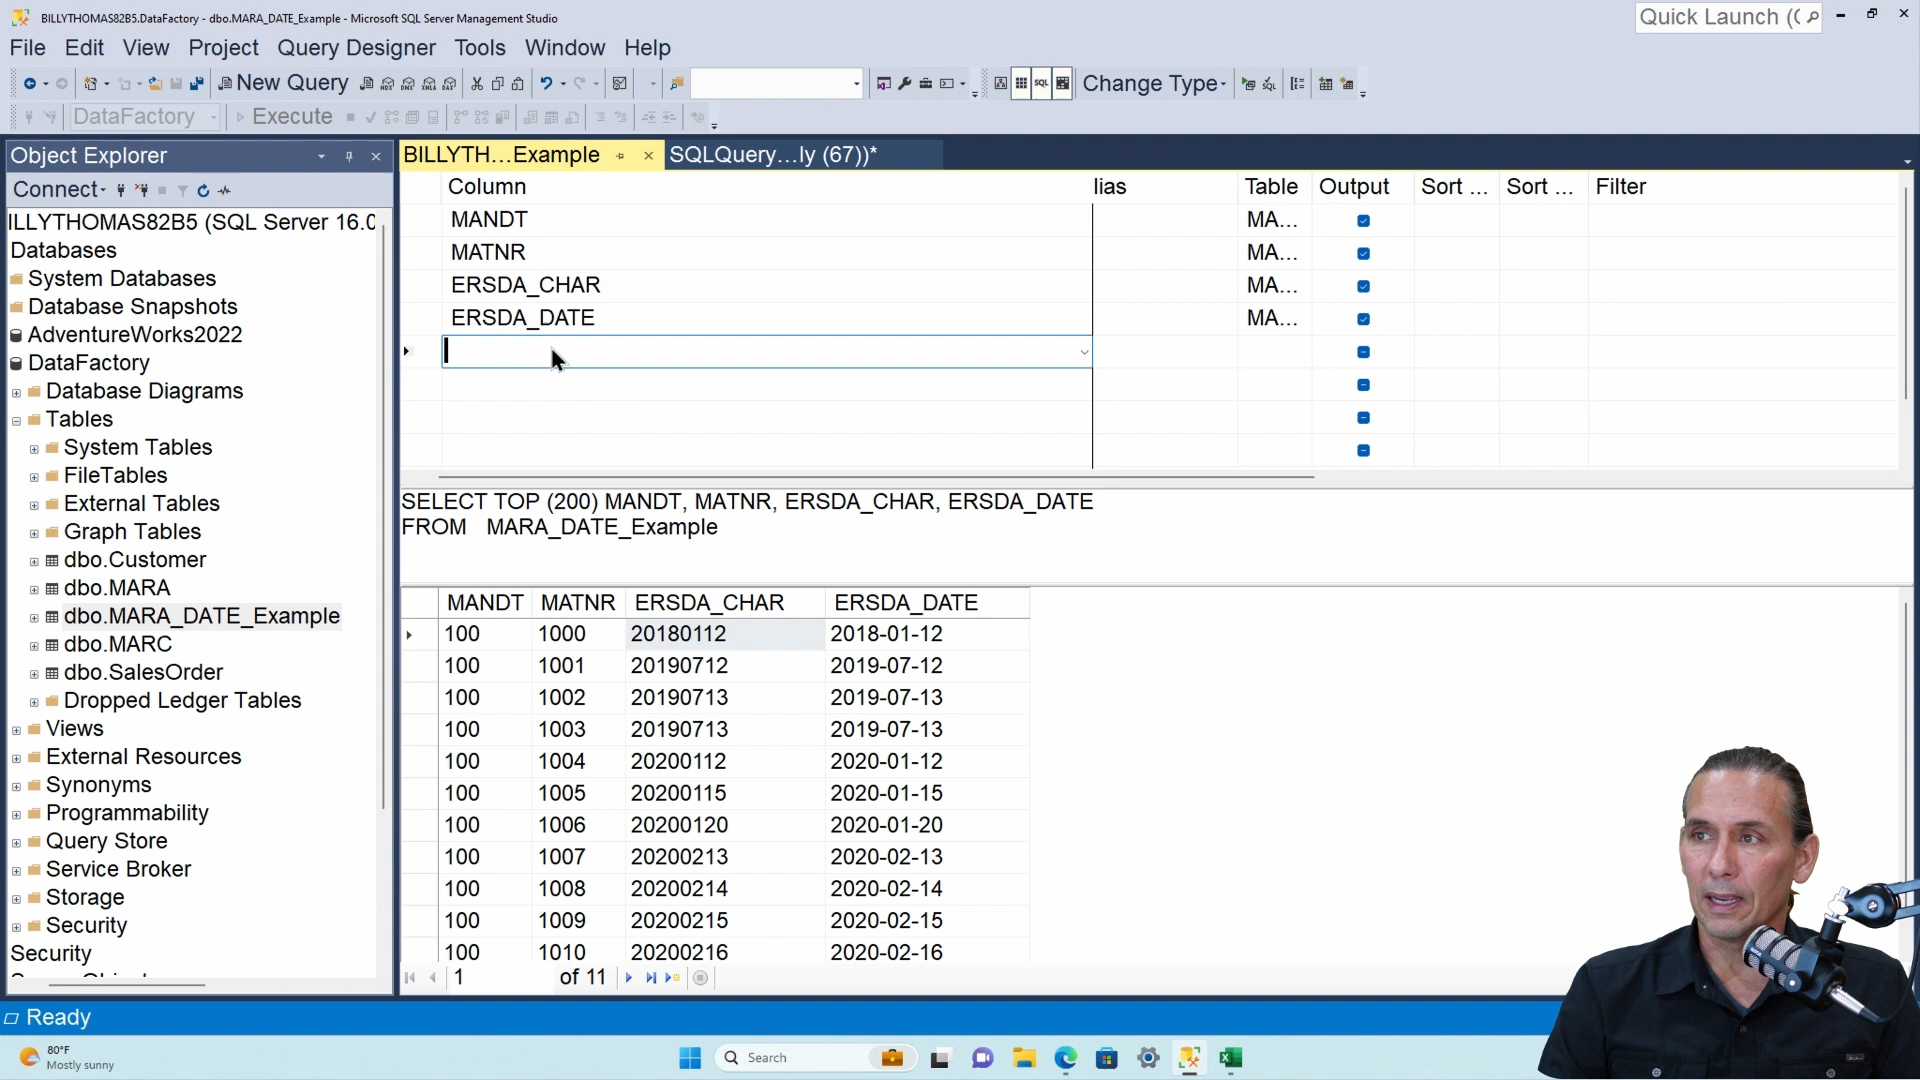 BILLYTHOMAS82B5.DataFactory - dbo.MARA_DATE_Example - Microsoft SQL Server Management Studio
Quick Launch (
File Edit View Project Query Designer Tools Window Help
New Query
SQL
Change Type
DataFactory
Execute
Object Explorer
BILLYTH...Example
SQLQuery...ly (67))*
Connect
ILLYTHOMAS82B5 (SQL Server 16.0
Databases
System Databases
Database Snapshots
AdventureWorks2022
DataFactory
Database Diagrams
Tables
System Tables
FileTables
External Tables
Graph Tables
dbo.Customer
dbo.MARA
dbo.MARA_DATE_Example
dbo.MARC
dbo.SalesOrder
Dropped Ledger Tables
Views
External Resources
Synonyms
Programmability
Query Store
Service Broker
Storage
Security
Security
Column lias Table Output Sort ... Sort ... Filter
MANDT MA...
MATNR MA...
ERSDA_CHAR MA...
ERSDA_DATE MA...
SELECT TOP (200) MANDT, MATNR, ERSDA_CHAR, ERSDA_DATE
FROM MARA_DATE_Example
MANDT MATNR ERSDA_CHAR ERSDA_DATE
100 1000 20180112 2018-01-12
100 1001 20190712 2019-07-12
100 1002 20190713 2019-07-13
100 1003 20190713 2019-07-13
100 1004 20200112 2020-01-12
100 1005 20200115 2020-01-15
100 1006 20200120 2020-01-20
100 1007 20200213 2020-02-13
100 1008 20200214 2020-02-14
100 1009 20200215 2020-02-15
100 1010 20200216 2020-02-16
1 of 11
Ready
80°F
Mostly sunny
Search